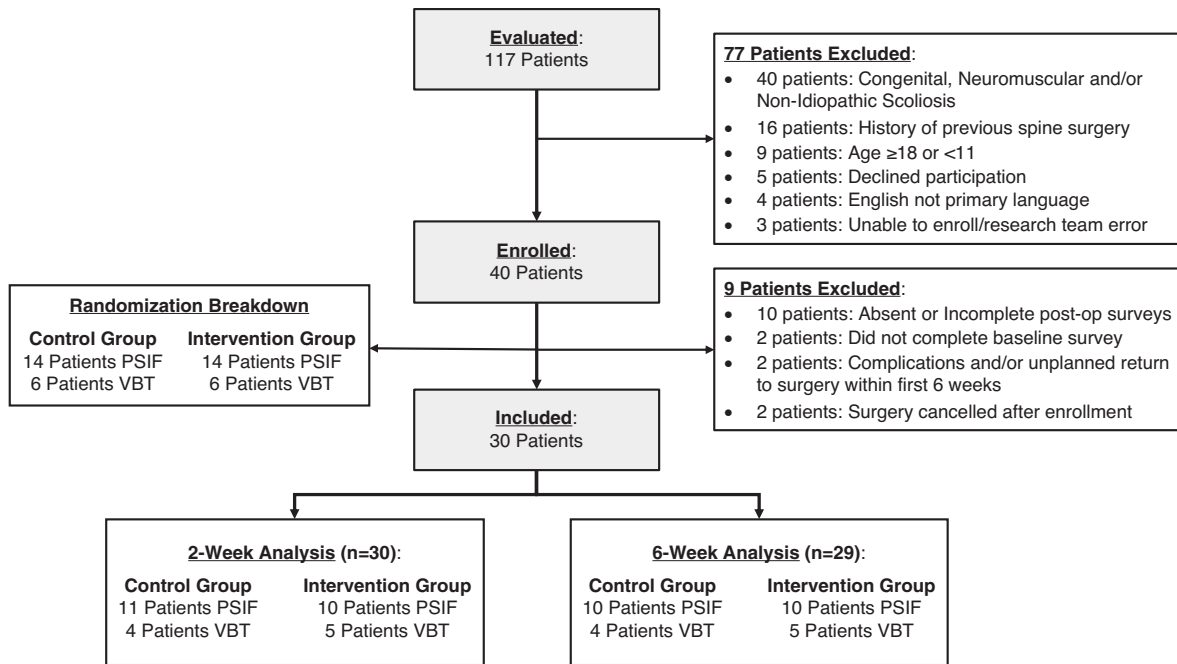 Evaluated:
117 Patients
77 Patients Excluded:
• 40 patients: Congenital, Neuromuscular and/or
Non-Idiopathic Scoliosis
• 16 patients: History of previous spine surgery
• 9 patients: Age ≥18 or <11
• 5 patients: Declined participation
• 4 patients: English not primary language
• 3 patients: Unable to enroll/research team error
Enrolled:
40 Patients
Randomization Breakdown
Control Group Intervention Group
14 Patients PSIF 14 Patients PSIF
6 Patients VBT 6 Patients VBT
9 Patients Excluded:
• 10 patients: Absent or Incomplete post-op surveys
• 2 patients: Did not complete baseline survey
• 2 patients: Complications and/or unplanned return
to surgery within first 6 weeks
• 2 patients: Surgery cancelled after enrollment
Included:
30 Patients
2-Week Analysis (n=30):
Control Group Intervention Group
11 Patients PSIF 10 Patients PSIF
4 Patients VBT 5 Patients VBT
6-Week Analysis (n=29):
Control Group Intervention Group
10 Patients PSIF 10 Patients PSIF
4 Patients VBT 5 Patients VBT